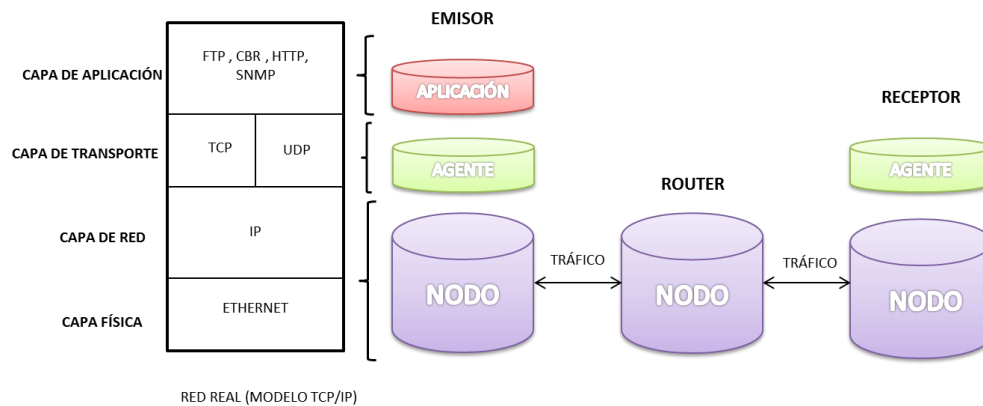 EMISOR
FTP , CBR , HTTP,
SNMP
CAPA DE APLICACIÓN
APLICACIÓN
RECEPTOR
CAPA DE TRANSPORTE
TCP
UDP
AGENTE
AGENTE
ROUTER
CAPA DE RED
IP
TRÁFICO
TRÁFICO
NODO
NODO
NODO
CAPA FÍSICA
ETHERNET
RED REAL (MODELO TCP/IP)